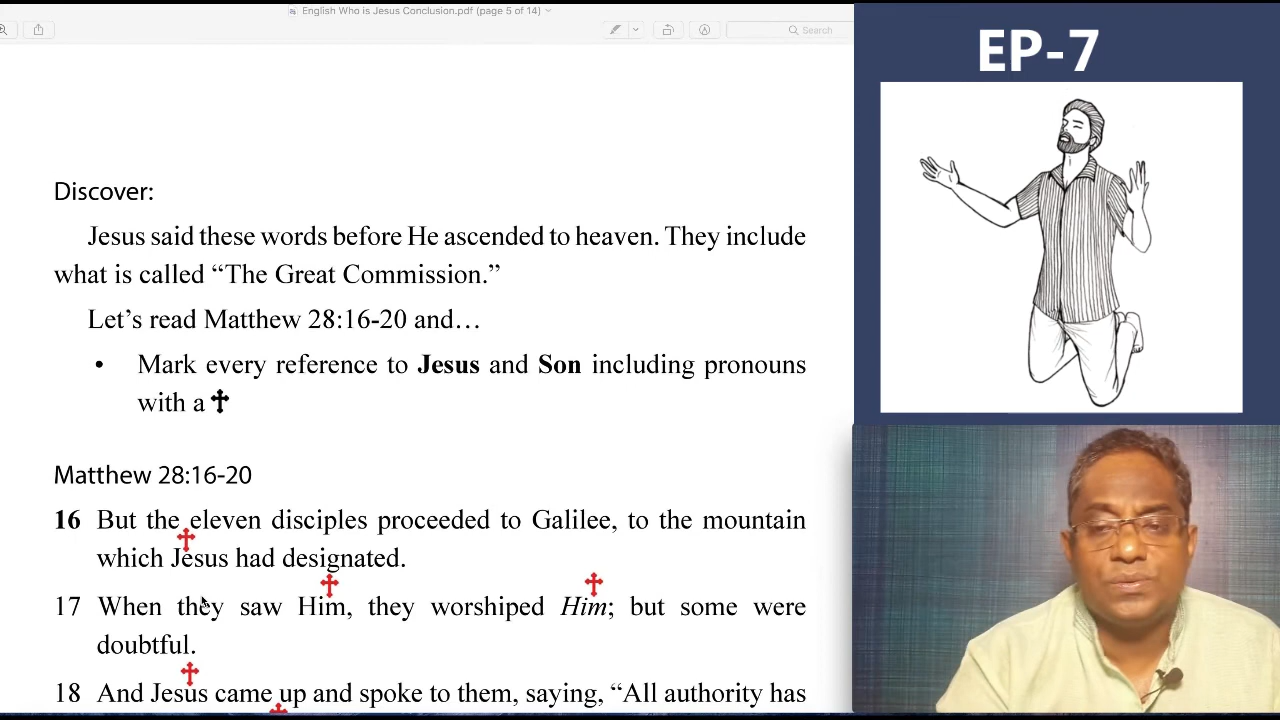 English Who is Jesus Conclusion.pdf (page 5 of 14)
Search
EP-7
Discover:
Jesus said these words before He ascended to heaven. They include
what is called “The Great Commission.”
Let’s read Matthew 28:16-20 and…
• Mark every reference to Jesus and Son including pronouns
with a
Matthew 28:16-20
16 But the eleven disciples proceeded to Galilee, to the mountain
which Jesus had designated.
17 When they saw Him, they worshiped Him; but some were
doubtful.
18 And Jesus came up and spoke to them, saying, “All authority has